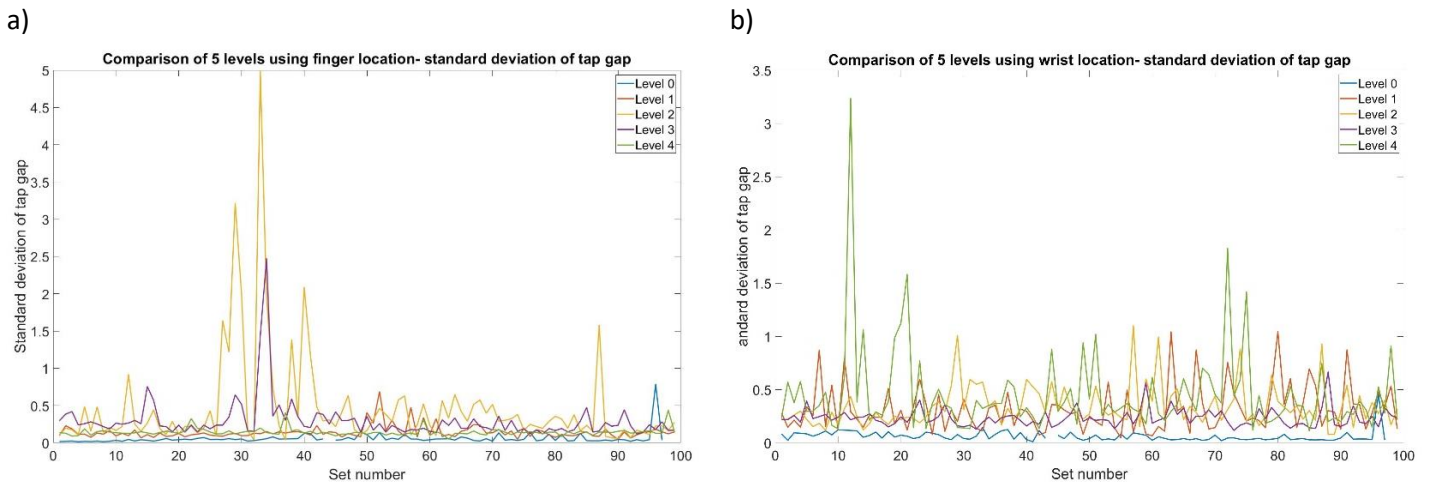 a)
Comparison of 5 levels using finger location- standard deviation of tap gap
5
4.5
4
3.5
3
2.5
2
1.5
1
0.5
0
Standard deviation of tap gap
0 10 20 30 40 50 60 70 80 90 100
Set number
Level 0
Level 1
Level 2
Level 3
Level 4
b)
Comparison of 5 levels using wrist location- standard deviation of tap gap
3.5
3
2.5
2
1.5
1
0.5
0
andard deviation of tap gap
0 10 20 30 40 50 60 70 80 90 100
Set number
Level 0
Level 1
Level 2
Level 3
Level 4